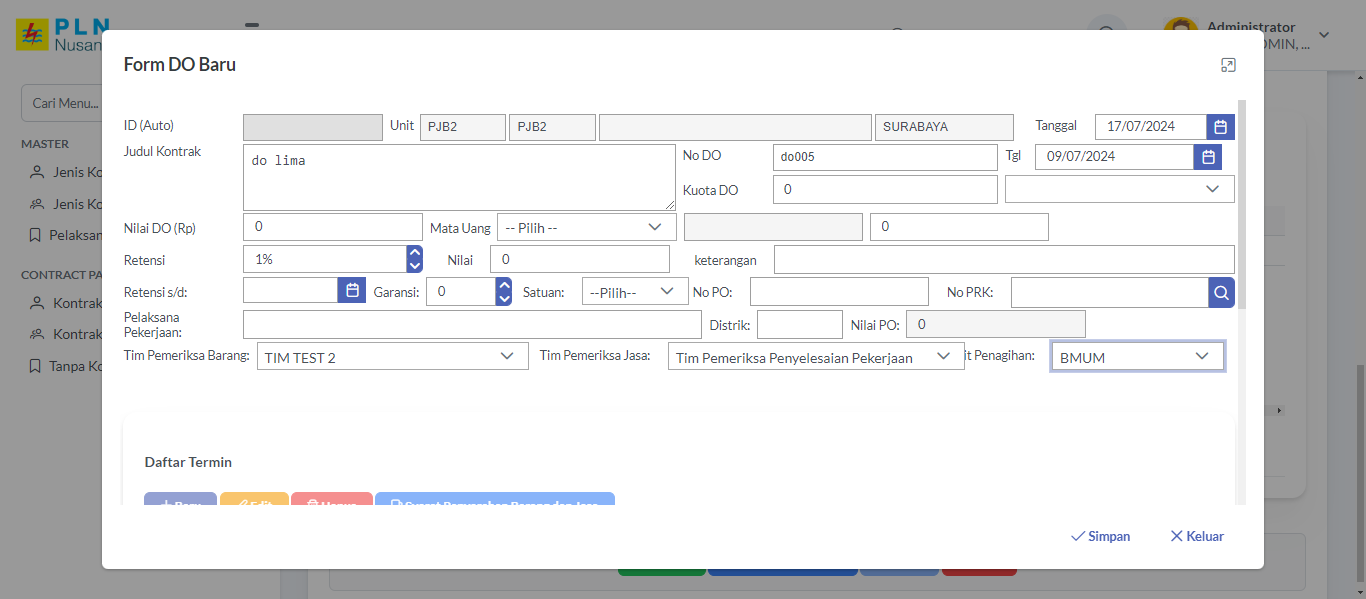 PLN
Nusan
Administrator
DMIN, ...
Form DO Baru
Cari Menu...
MASTER
Jenis Ko
Jenis Ko
Pelaksan
CONTRACT PA
Kontrak
Kontrak
Tanpa Ko
ID (Auto) Unit PJB2 PJB2 SURABAYA Tanggal 17/07/2024
Judul Kontrak do lima No DO do005 Tgl 09/07/2024
Kuota DO 0
Nilai DO (Rp) 0 Mata Uang -- Pilih -- 0
Retensi 1% Nilai 0 keterangan
Retensi s/d: Garansi: 0 Satuan: --Pilih-- No PO: No PRK:
Pelaksana
Pekerjaan: Distrik: Nilai PO: 0
Tim Pemeriksa Barang: TIM TEST 2 Tim Pemeriksa Jasa: Tim Pemeriksa Penyelesaian Pekerjaan it Penagihan: BMUM
Daftar Termin
Simpan Keluar